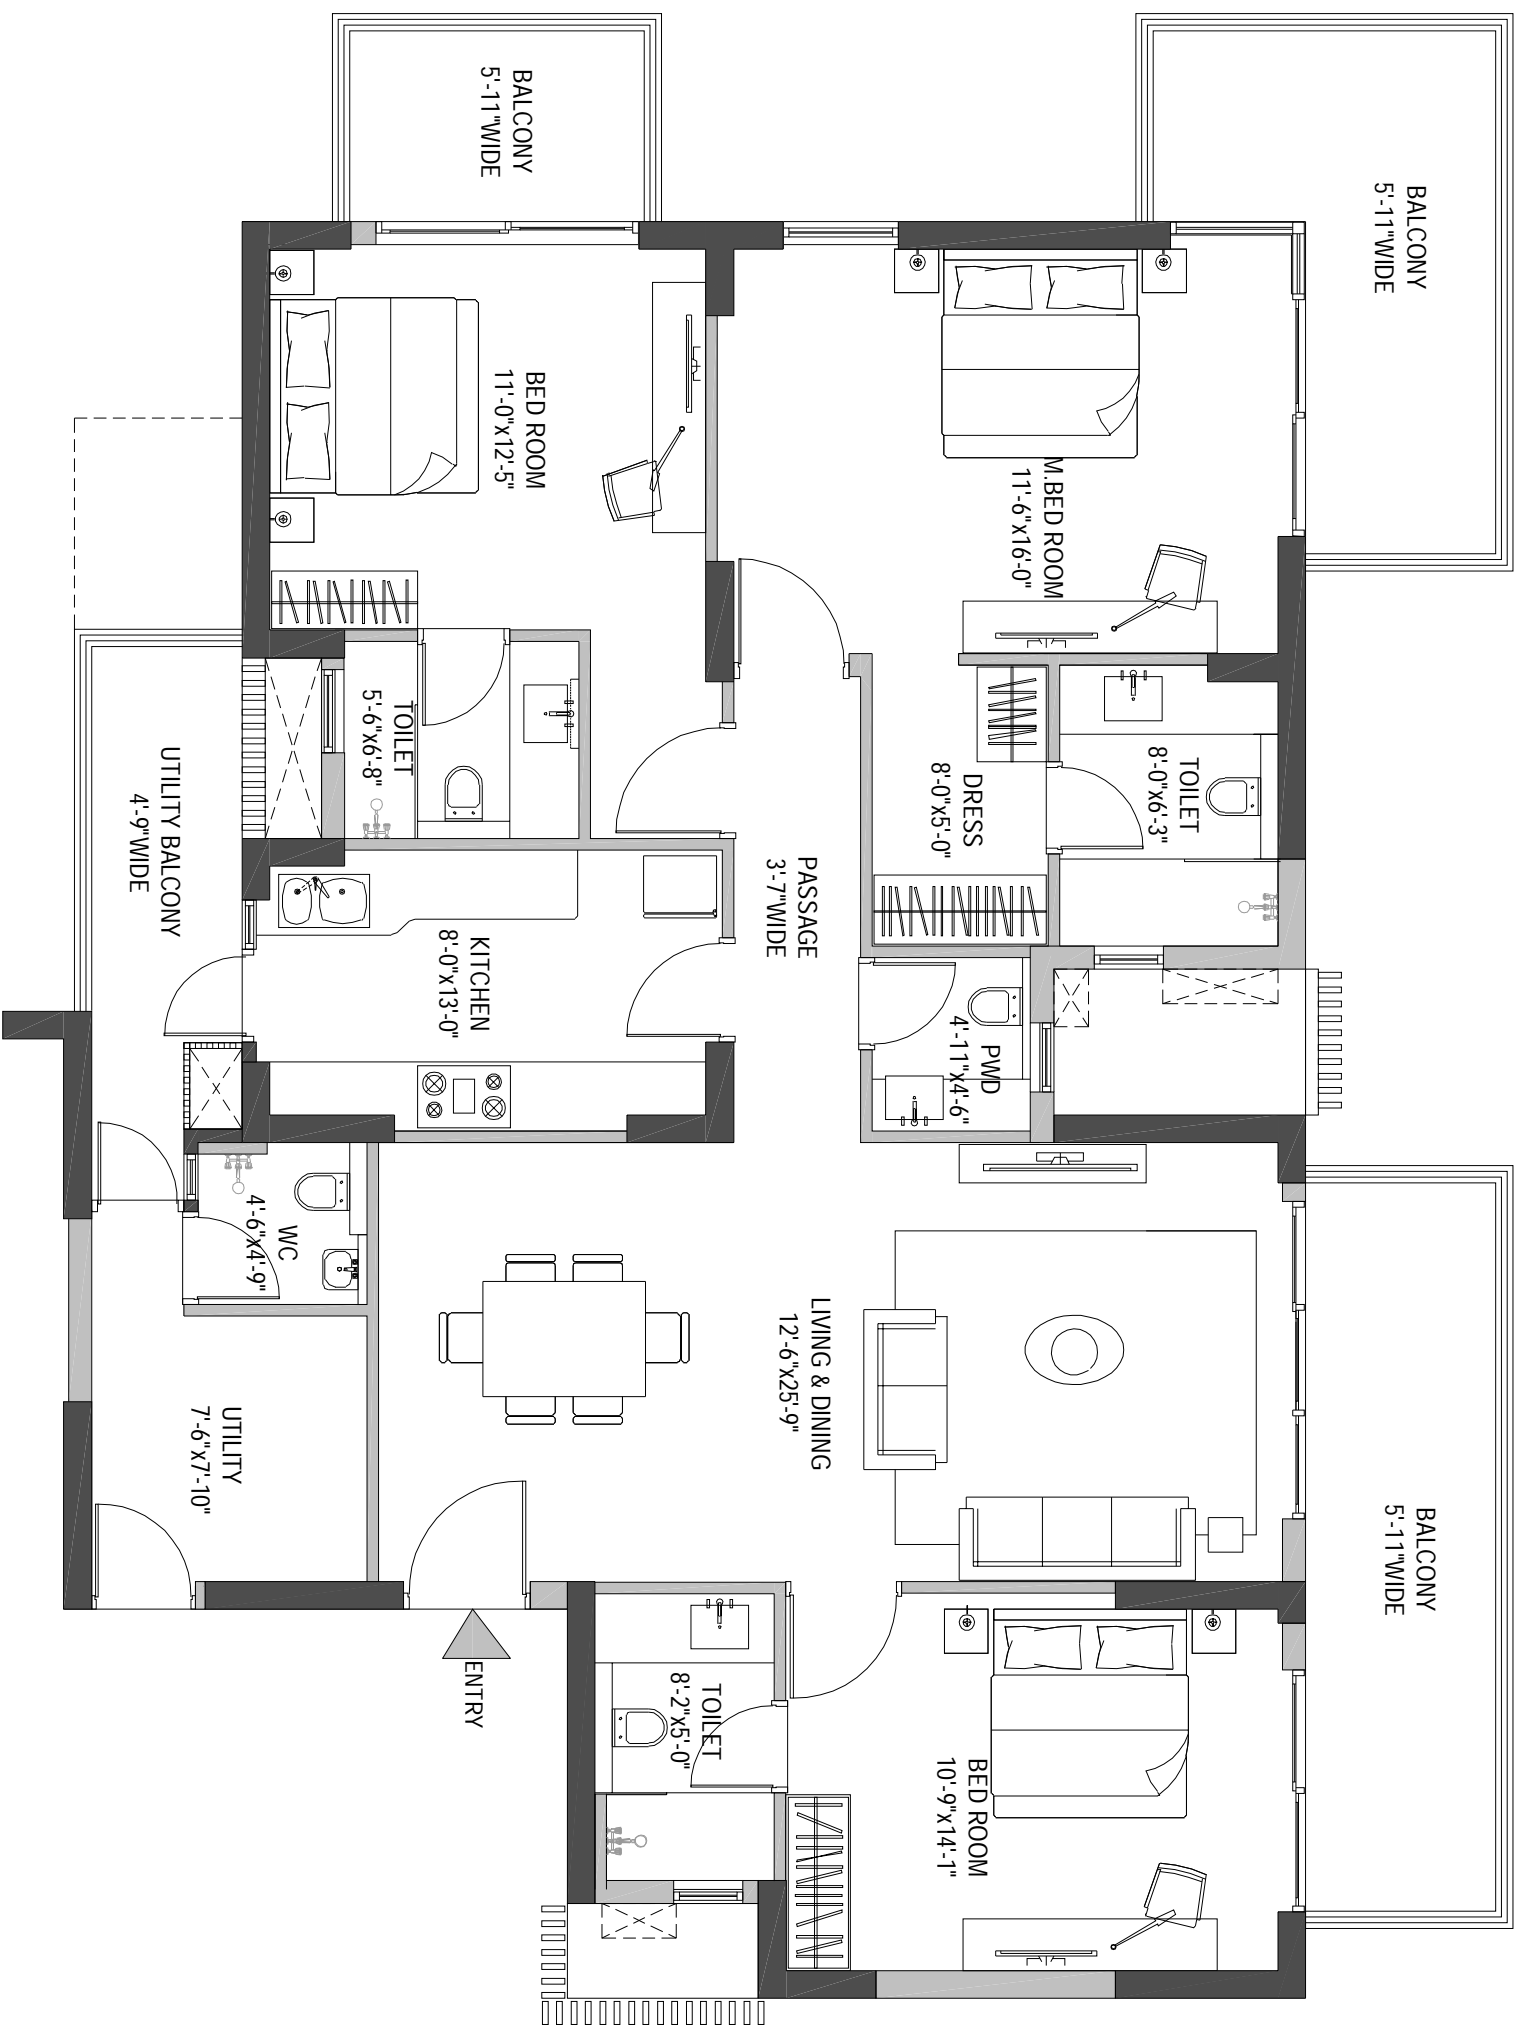 BALCONY
5'-11"WIDE
BALCONY
5'-11"WIDE
BED ROOM
11'-0"x12'-5"
M.BED ROOM
11'-6"x16'-0"
TOILET
5'-6"x6'-8"
DRESS
8'-0"x5'-0"
TOILET
8'-0"x6'-3"
UTILITY BALCONY
4'-9"WIDE
PASSAGE
3'-7"WIDE
KITCHEN
8'-0"x13'-0"
PWD
4'-11"x4'-6"
WC
4'-6"x4'-9"
LIVING & DINING
12'-6"x25'-9"
UTILITY
7'-6"x7'-10"
BALCONY
5'-11"WIDE
ENTRY
TOILET
8'-2"x5'-0"
BED ROOM
10'-9"x14'-1"